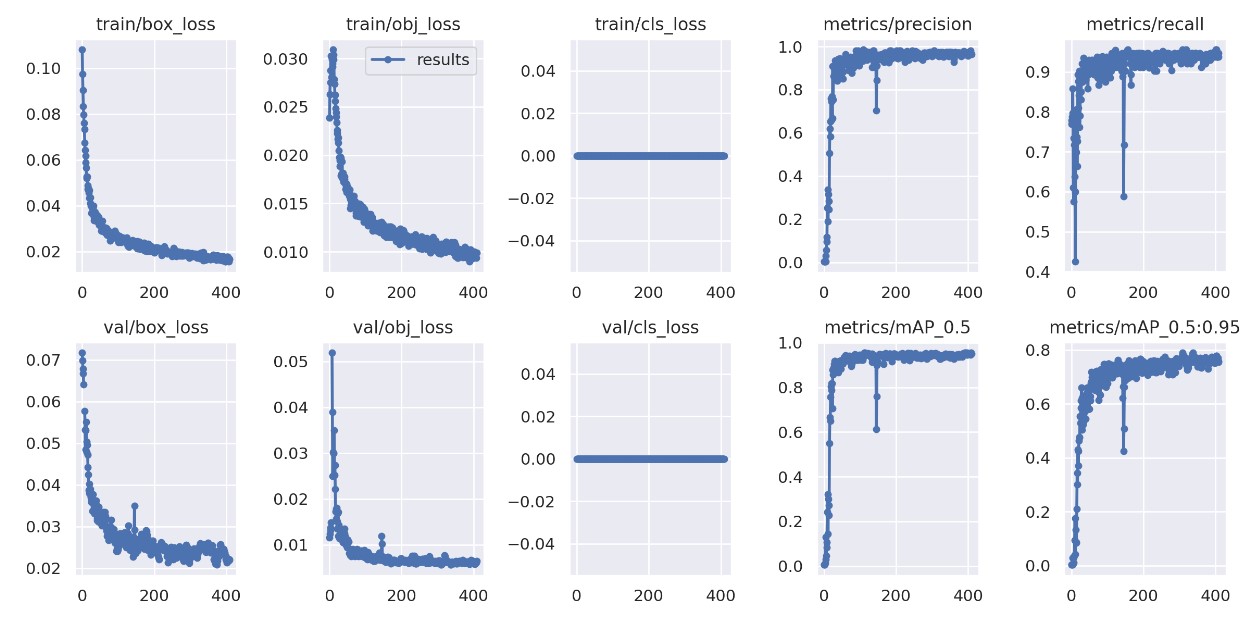 train/box_loss
train/obj_loss
train/cls_loss
metrics/precision
metrics/recall
results
0.10
0.08
0.06
0.04
0.02
0.030
0.025
0.020
0.015
0.010
0.04
0.02
0.00
−0.02
−0.04
1.0
0.8
0.6
0.4
0.2
0.0
0.9
0.8
0.7
0.6
0.5
0.4
0 200 400
0 200 400
0 200 400
0 200 400
0 200 400
val/box_loss
val/obj_loss
val/cls_loss
metrics/mAP_0.5
metrics/mAP_0.5:0.95
0.07
0.06
0.05
0.04
0.03
0.02
0.05
0.04
0.03
0.02
0.01
0.04
0.02
0.00
−0.02
−0.04
1.0
0.8
0.6
0.4
0.2
0.0
0.8
0.6
0.4
0.2
0.0
0 200 400
0 200 400
0 200 400
0 200 400
0 200 400